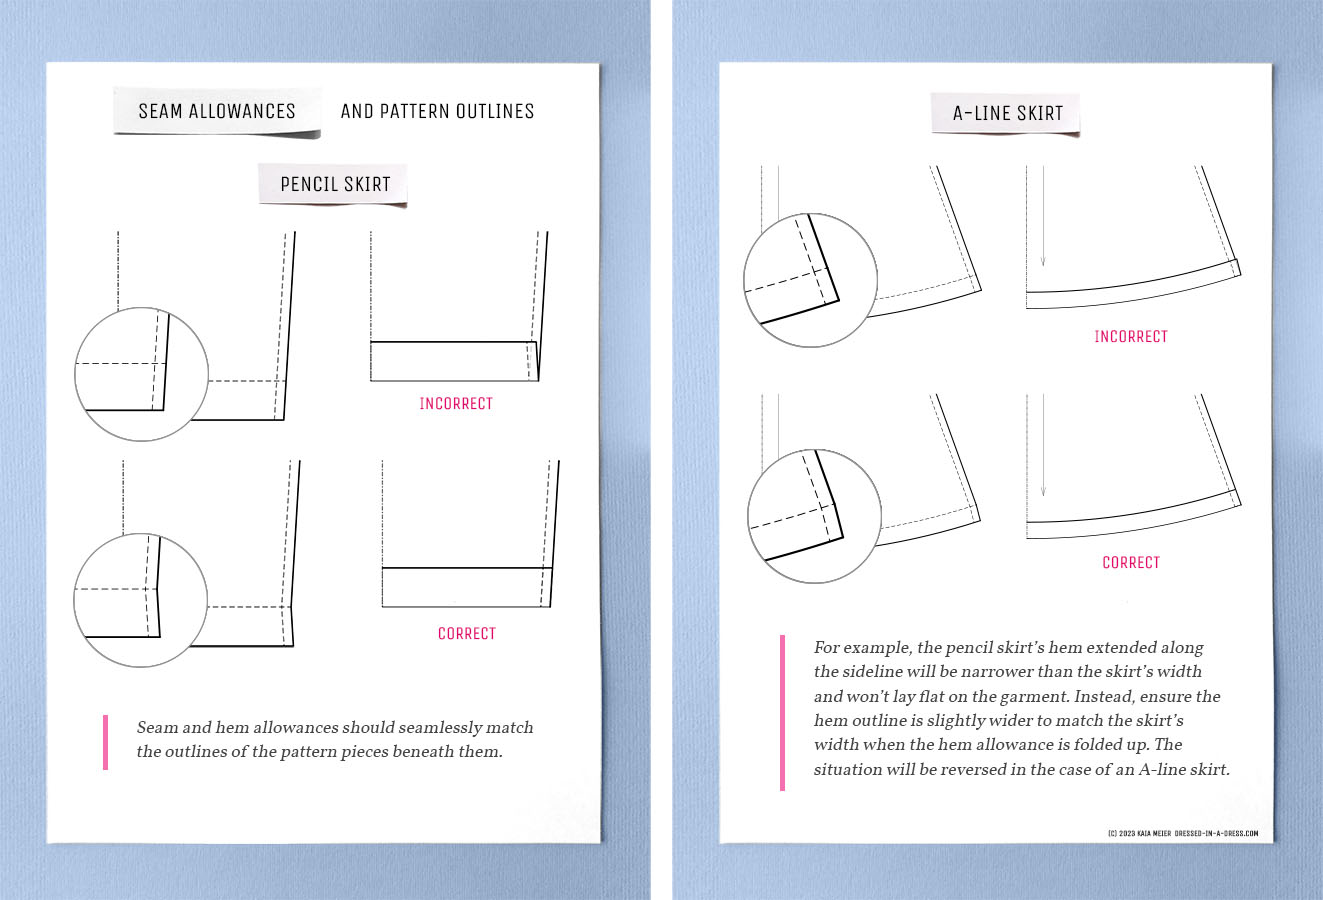 SEAM ALLOWANCES AND PATTERN OUTLINES
PENCIL SKIRT
INCORRECT
CORRECT
Seam and hem allowances should seamlessly match
the outlines of the pattern pieces beneath them.
A-LINE SKIRT
INCORRECT
CORRECT
For example, the pencil skirt's hem extended along
the sideline will be narrower than the skirt's width
and won't lay flat on the garment. Instead, ensure the
hem outline is slightly wider to match the skirt's
width when the hem allowance is folded up. The
situation will be reversed in the case of an A-line skirt.
(C) 2023 KAIA MEIER DRESSED-IN-A-DRESS.COM